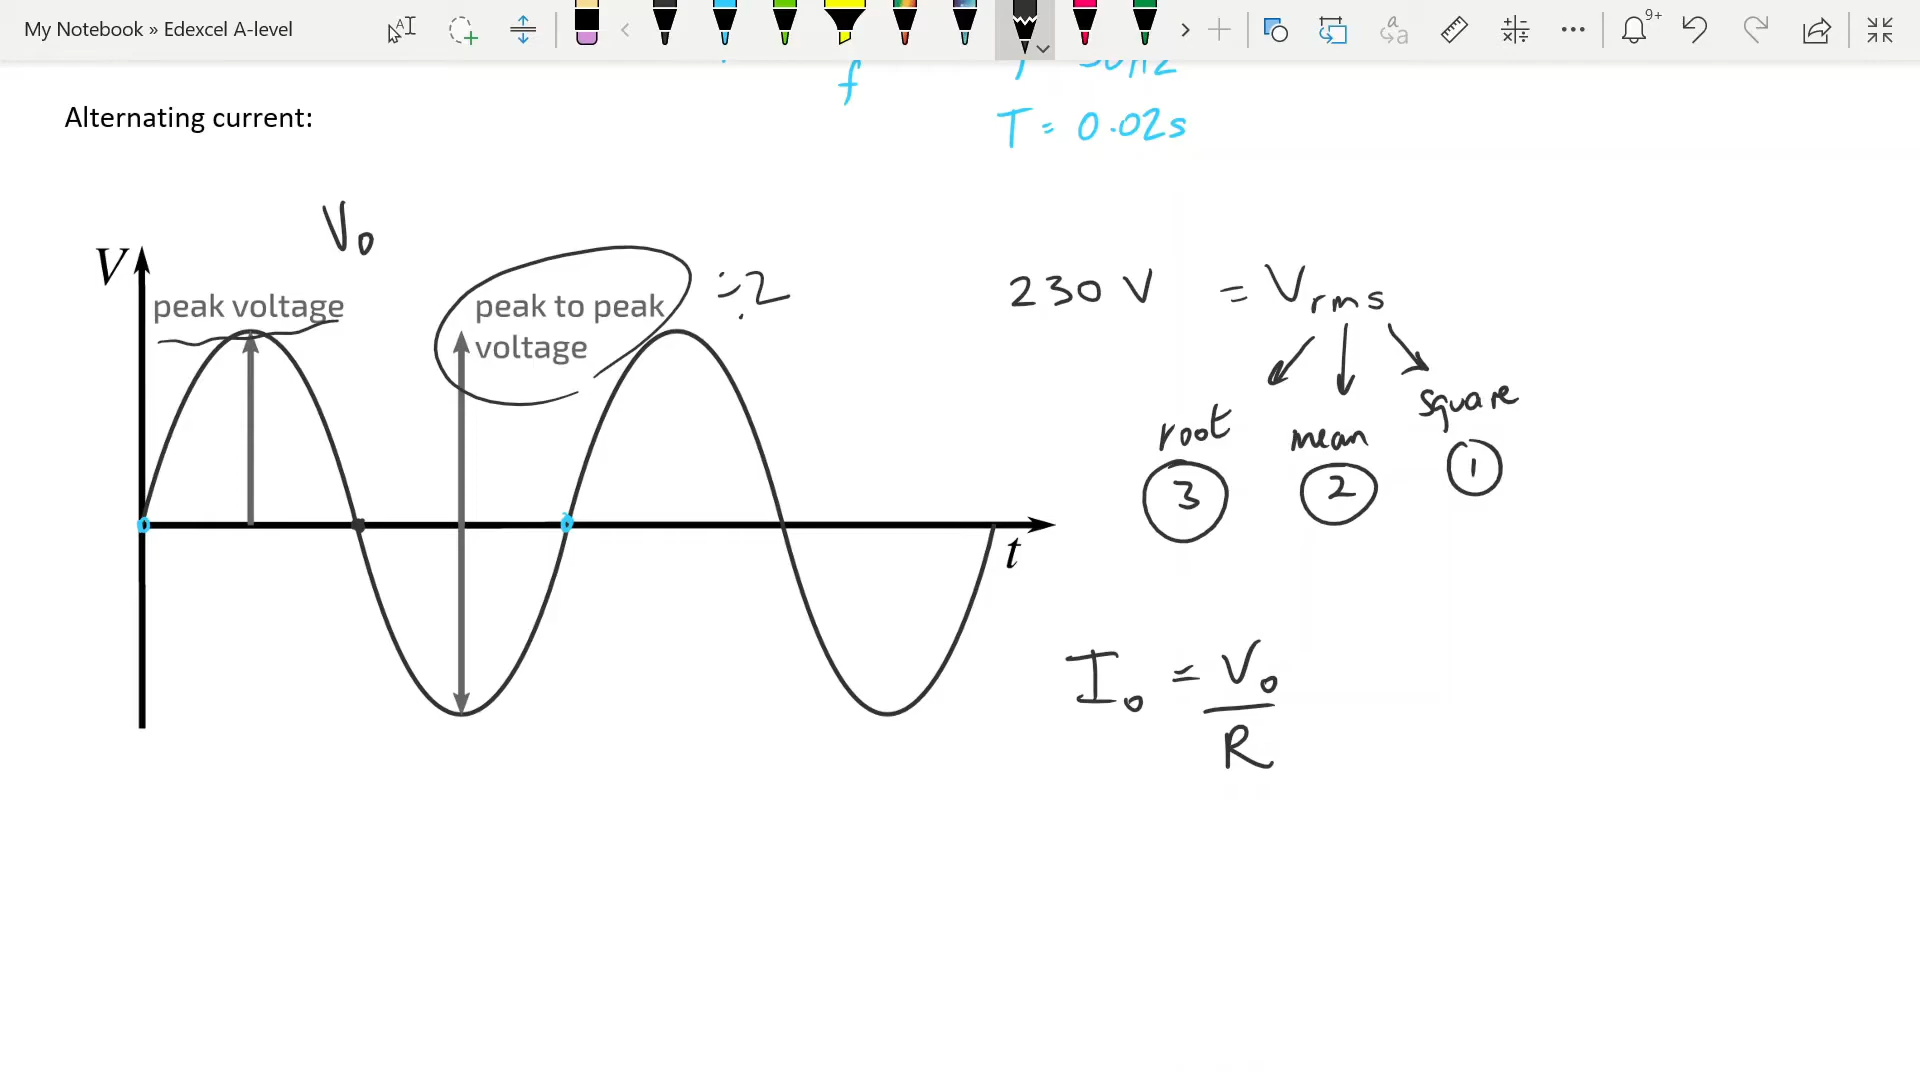 My Notebook » Edexcel A-level
9+
f
T = 0.02s
Alternating current:
V₀
V
peak voltage
peak to peak
voltage
÷2
230 V = Vrms
root mean square
3 2 1
t
I₀ = V₀
R